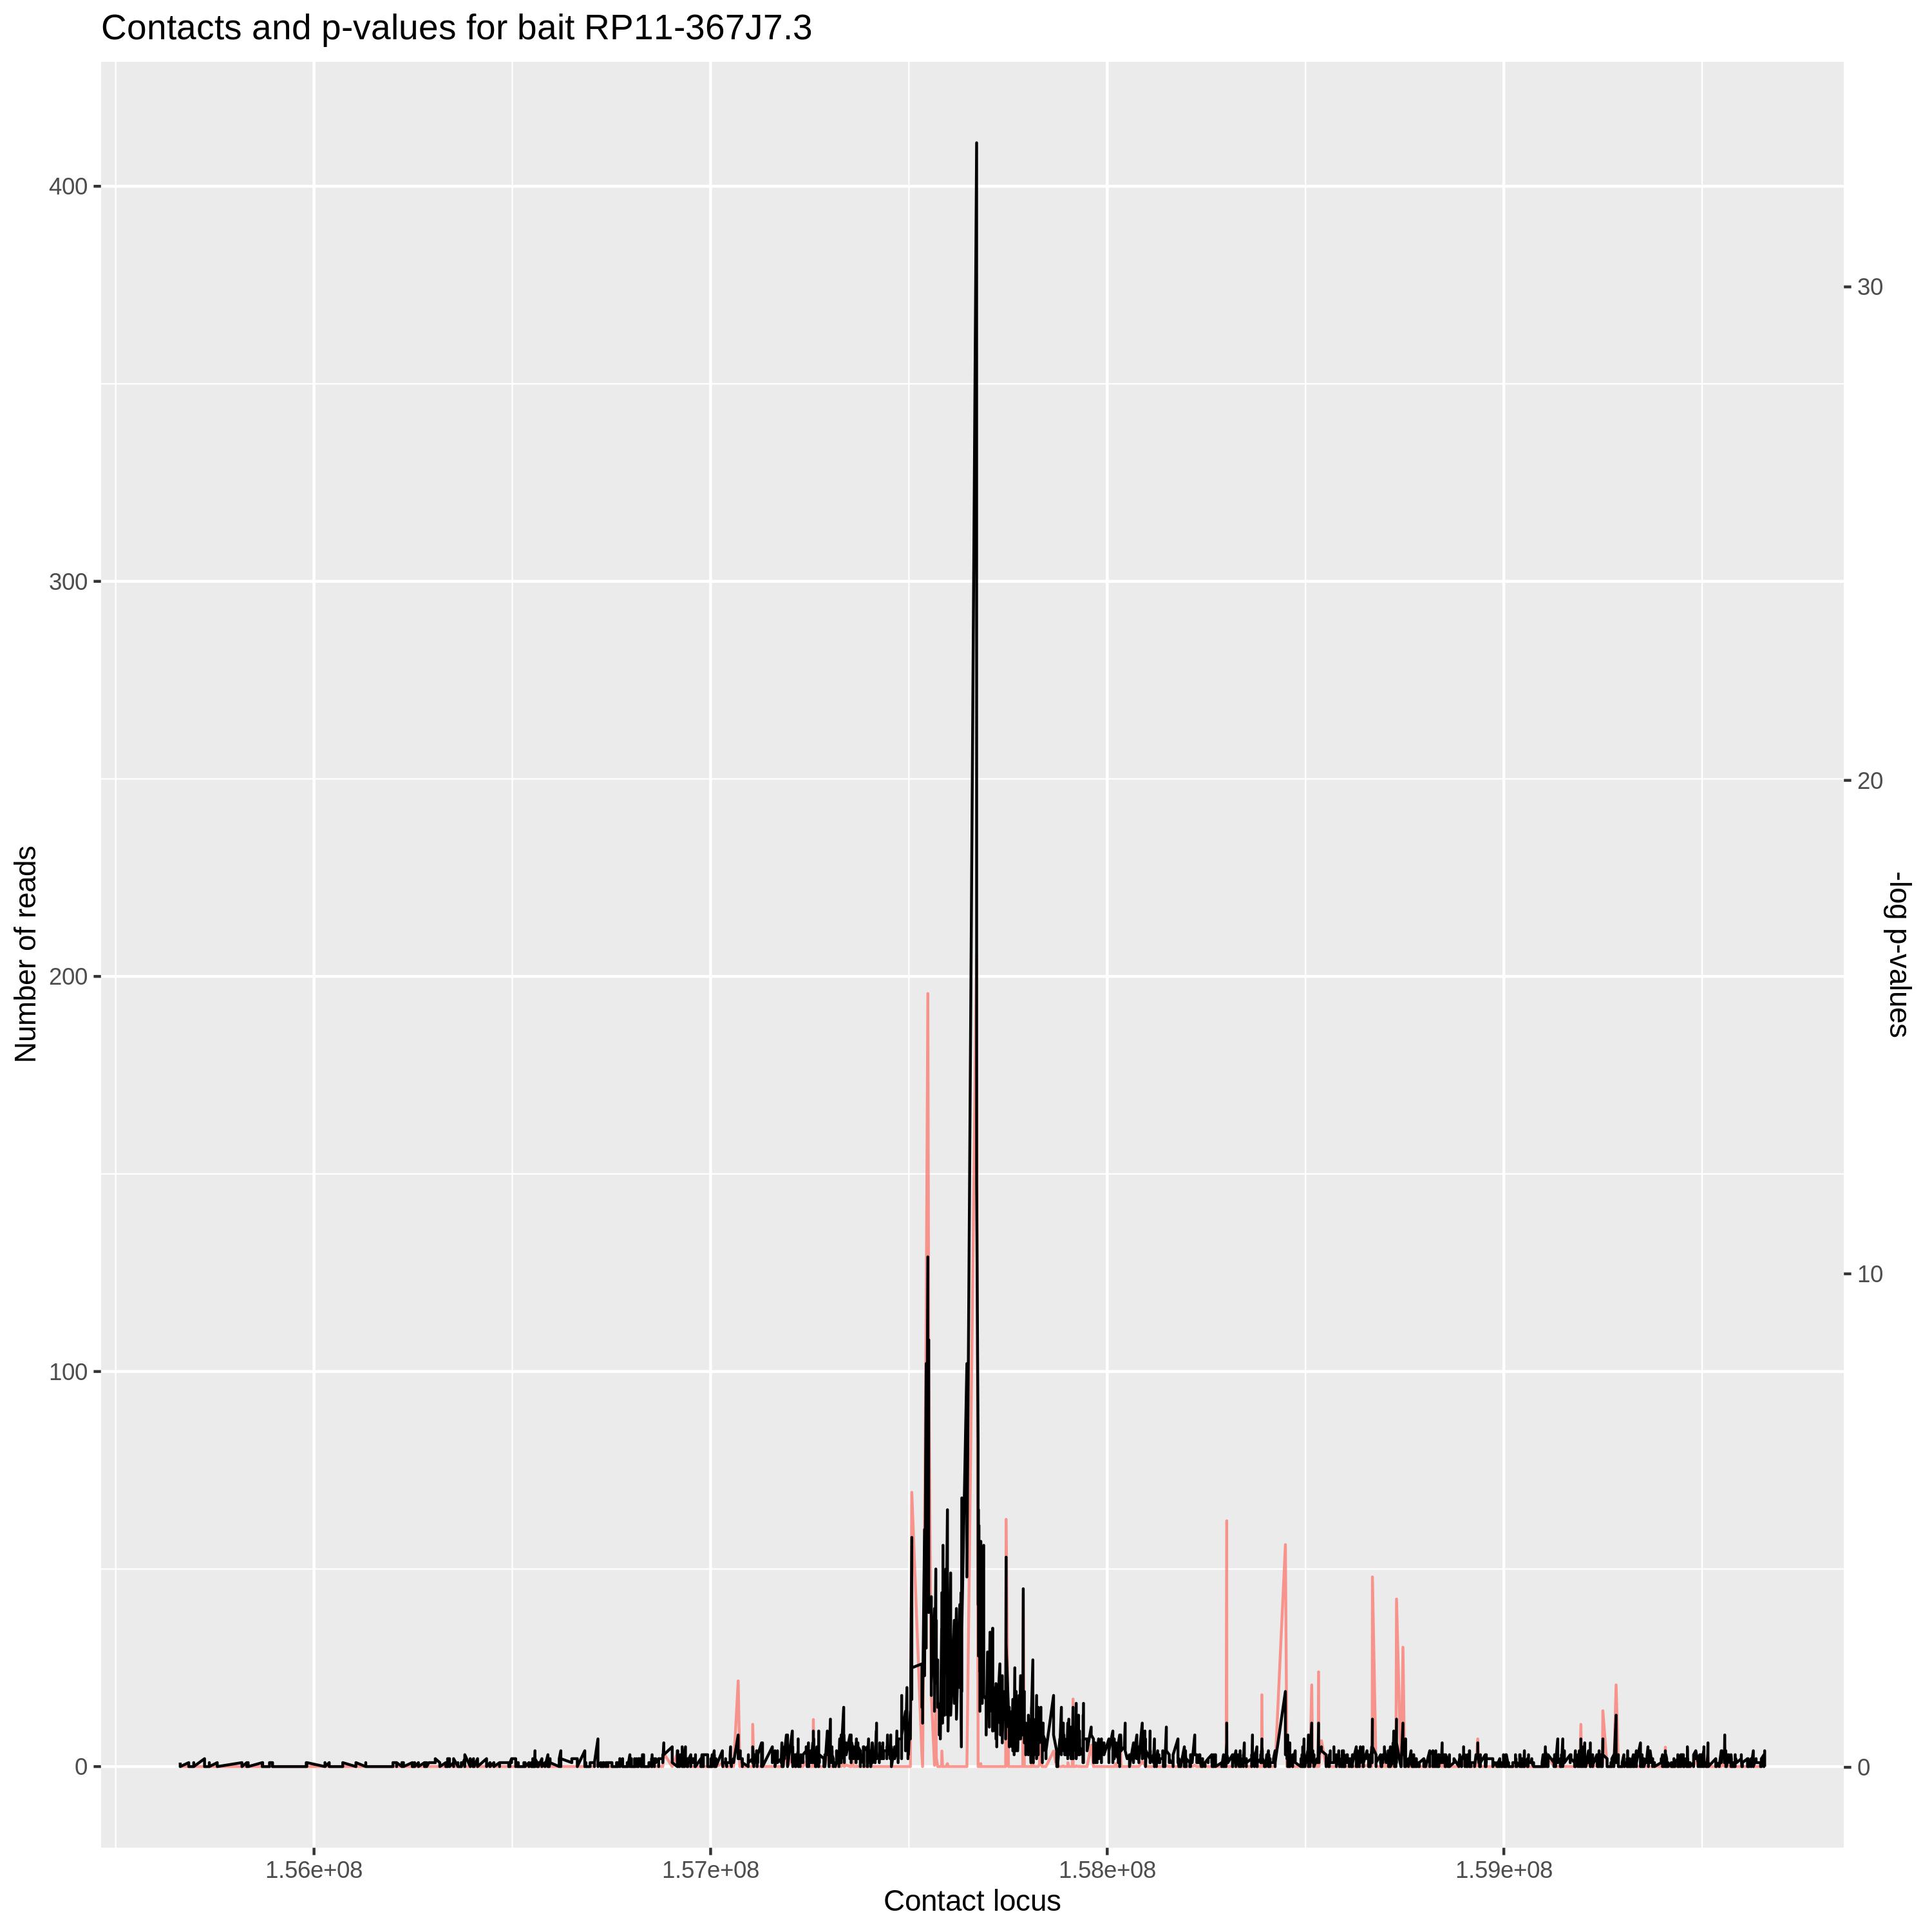 Contacts and p-values for bait RP11-367J7.3
400
300
200
100
0
Number of reads
30
20
10
0
-log p-values
1.56e+08 1.57e+08 1.58e+08 1.59e+08
Contact locus